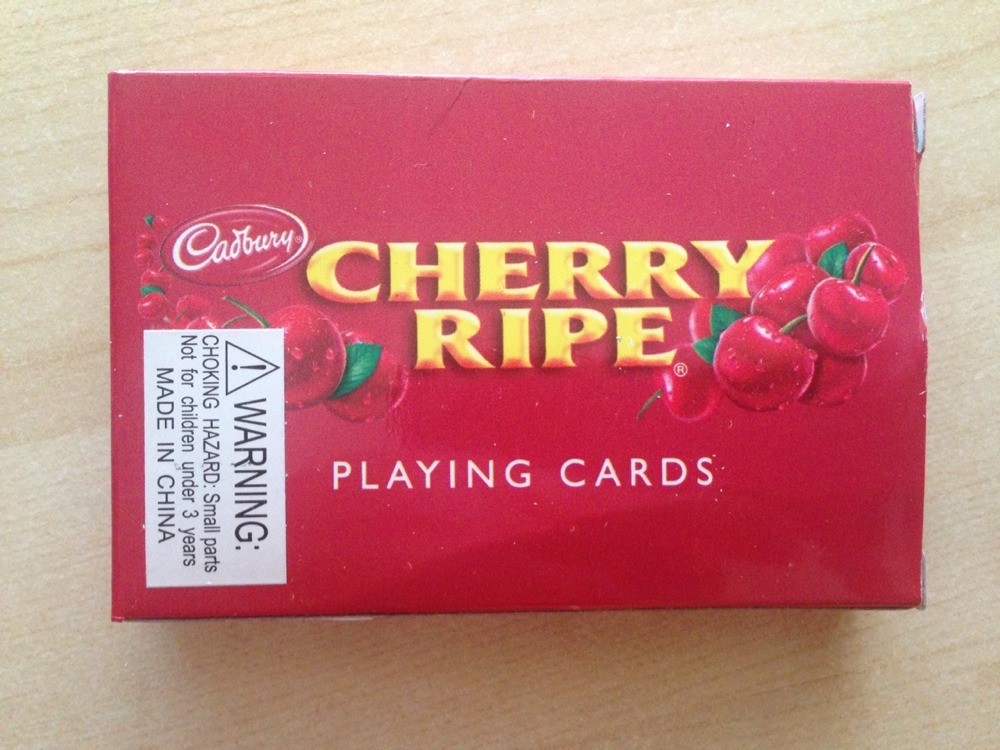 Cadbury®
CHERRY
RIPE®
PLAYING CARDS
WARNING:
CHOKING HAZARD: Small parts
Not for children under 3 years
MADE IN CHINA